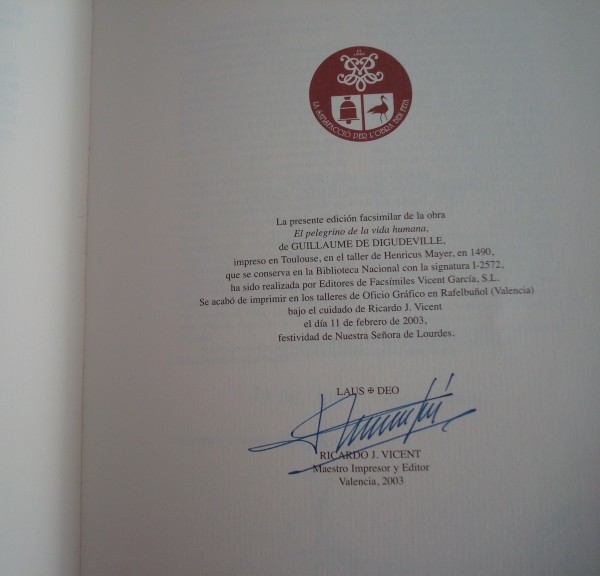 LA SATISFACCIÓ PER L'OBRA BEN FETA
La presente edición facsimilar de la obra
El pelegrino de la vida humana,
de GUILLAUME DE DIGUDEVILLE,
impreso en Toulouse, en el taller de Henricus Mayer, en 1490,
que se conserva en la Biblioteca Nacional con la signatura I-2572,
ha sido realizada por Editores de Facsímiles Vicent García, S.L.
Se acabó de imprimir en los talleres de Oficio Gráfico en Rafelbuñol (Valencia)
bajo el cuidado de Ricardo J. Vicent
el día 11 de febrero de 2003,
festividad de Nuestra Señora de Lourdes.
LAUS ✠ DEO
RICARDO J. VICENT
Maestro Impresor y Editor
Valencia, 2003